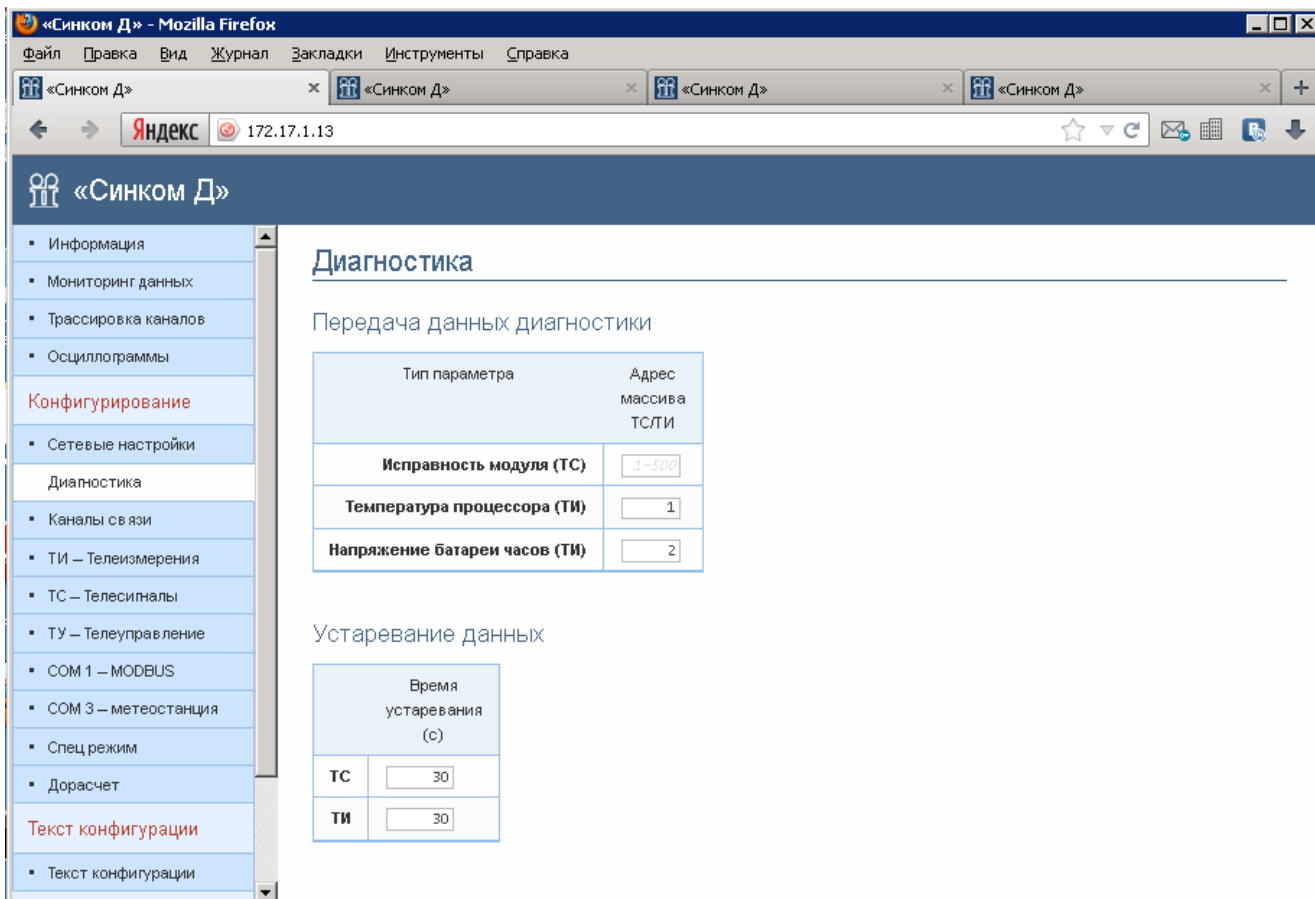 «Синком Д» - Mozilla Firefox
Файл Правка Вид Журнал Закладки Инструменты Справка
«Синком Д» «Синком Д» «Синком Д» «Синком Д»
Яндекс 172.17.1.13
«Синком Д»
Информация
Мониторинг данных
Трассировка каналов
Осциллограммы
Конфигурирование
Сетевые настройки
Диагностика
Каналы связи
ТИ – Телеизмерения
ТС – Телесигналы
ТУ – Телеуправление
COM 1 – MODBUS
COM 3 – метеостанция
Спец режим
Дорасчет
Текст конфигурации
Текст конфигурации
Диагностика
Передача данных диагностики
Тип параметра Адрес
массива
ТС/ТИ
Исправность модуля (ТС) 1-500
Температура процессора (ТИ) 1
Напряжение батареи часов (ТИ) 2
Устаревание данных
Время
устаревания
(с)
ТС 30
ТИ 30